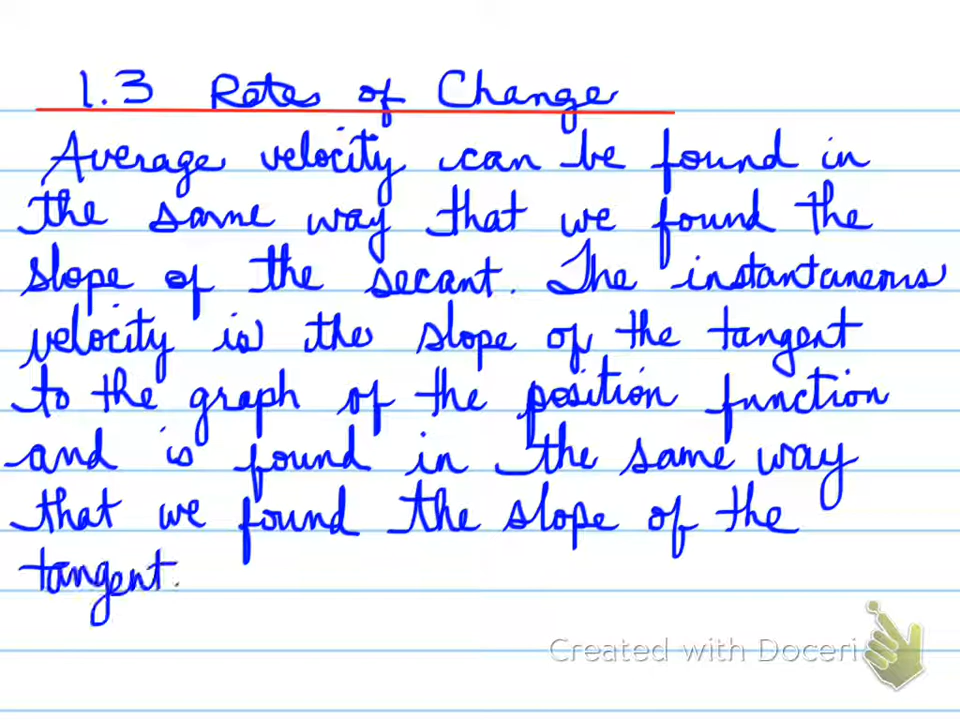 1.3 Rates of Change
Average velocity can be found in
the same way that we found the
slope of the secant. The instantaneous
velocity is the slope of the tangent
to the graph of the position function
and is found in the same way
that we found the slope of the
tangent.
Created with Doceri